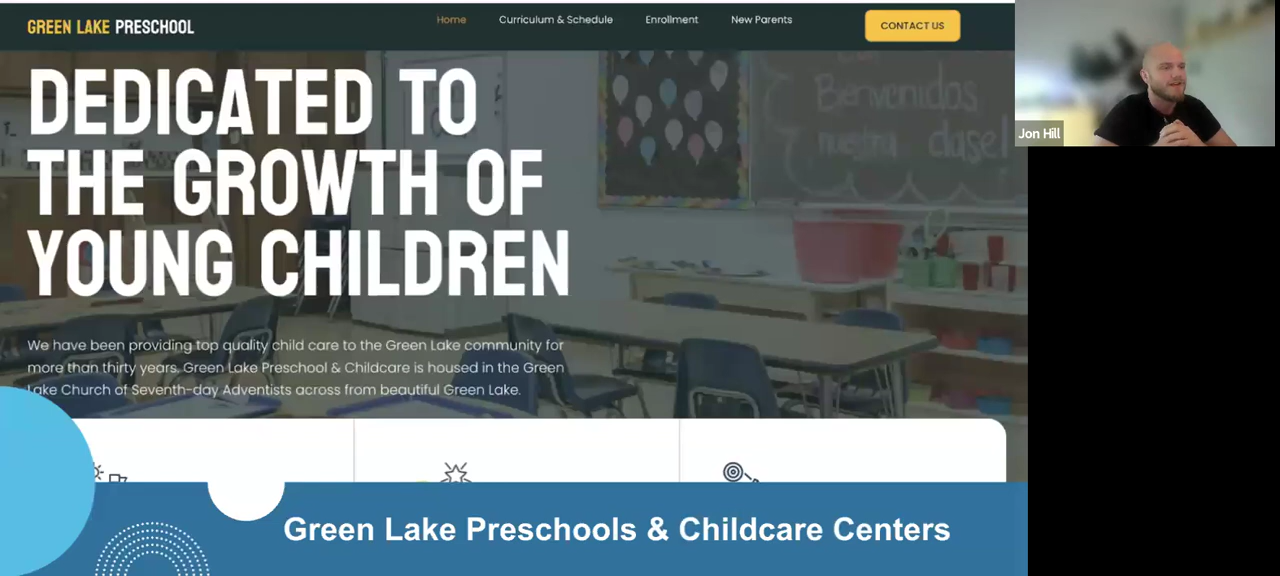 GREEN LAKE PRESCHOOL
Home
Curriculum & Schedule
Enrollment
New Parents
CONTACT US
DEDICATED TO
THE GROWTH OF
YOUNG CHILDREN
Bienvenidos
nuestra clase!
We have been providing top quality child care to the Green Lake community for
more than thirty years. Green Lake Preschool & Childcare is housed in the Green
Lake Church of Seventh-day Adventists across from beautiful Green Lake.
Green Lake Preschools & Childcare Centers
Jon Hill